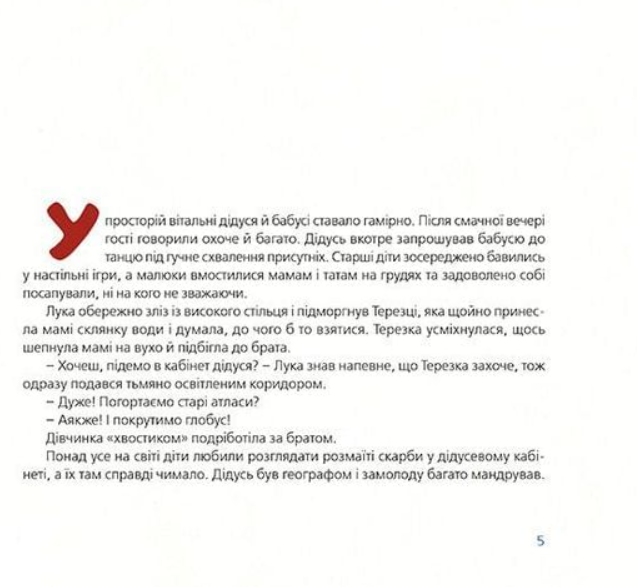 У просторій вітальні дідуся й бабусі ставало гамірно. Після смачної вечері
гості говорили охоче й багато. Дідусь вкотре запрошував бабусю до
танцю під гучне схвалення присутніх. Старші діти зосереджено бавились
у настільні ігри, а малюки вмостилися мамам і татам на грудях та задоволено собі
посапували, ні на кого не зважаючи.
Лука обережно зліз із високого стільця і підморгнув Терезці, яка щойно принес-
ла мамі склянку води і думала, до чого б то взятися. Терезка усміхнулася, щось
шепнула мамі на вухо й підбігла до брата.
– Хочеш, підемо в кабінет дідуся? – Лука знав напевне, що Терезка захоче, тож
одразу подався тьмяно освітленим коридором.
– Дуже! Погортаємо старі атласи?
– Аякже! І покрутимо глобус!
Дівчинка «хвостиком» подріботіла за братом.
Понад усе на світі діти любили розглядати розмаїті скарби у дідусевому кабі-
неті, а їх там справді чимало. Дідусь був географом і замолоду багато мандрував.
5